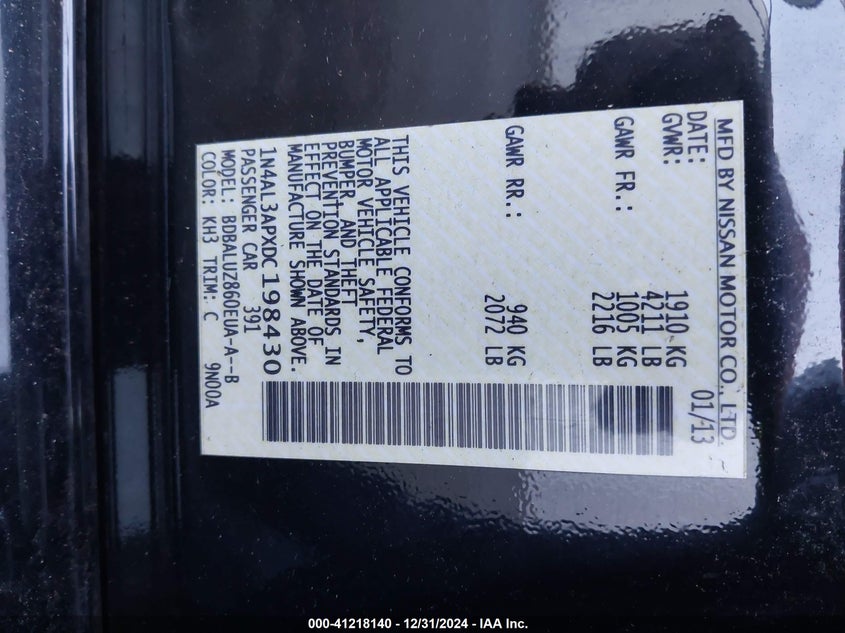 MFD BY NISSAN MOTOR CO., LTD.
DATE: 01/13
GVWR: 1910 KG
4211 LB
GAWR FR.: 1005 KG
2216 LB
GAWR RR.: 940 KG
2072 LB
THIS VEHICLE CONFORMS TO
ALL APPLICABLE FEDERAL
MOTOR VEHICLE SAFETY,
BUMPER, AND THEFT
PREVENTION STANDARDS IN
EFFECT ON THE DATE OF
MANUFACTURE SHOWN ABOVE.
1N4AL3APXDC198430
PASSENGER CAR 391
MODEL: BDBALUZ860EUA-A--B
COLOR: KH3 TRIM: C 9N00A
000-41218140 - 12/31/2024 - IAA Inc.